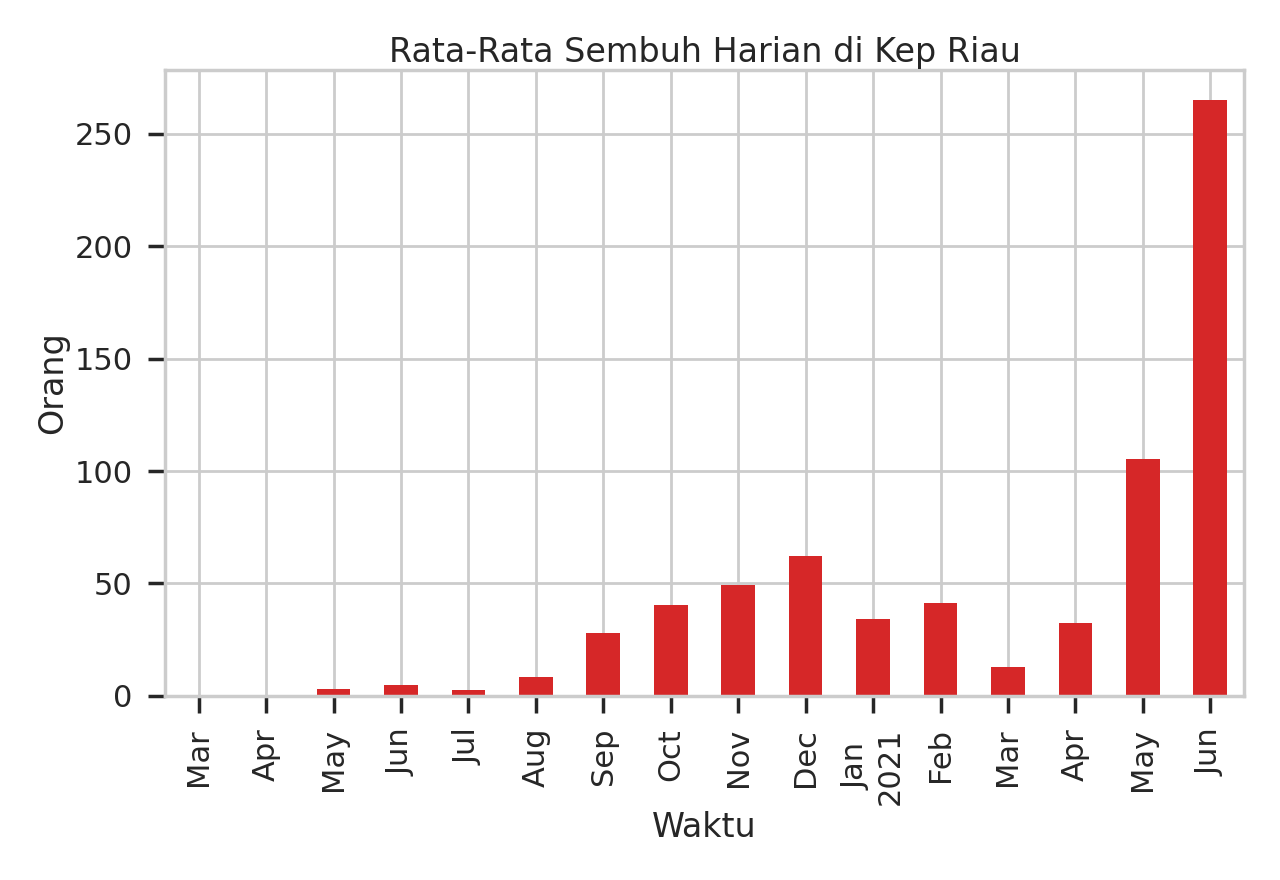 Rata-Rata Sembuh Harian di Kep Riau
Orang
250
200
150
100
50
0
Mar
Apr
May
Jun
Jul
Aug
Sep
Oct
Nov
Dec
Jan
2021
Feb
Mar
Apr
May
Jun
Waktu